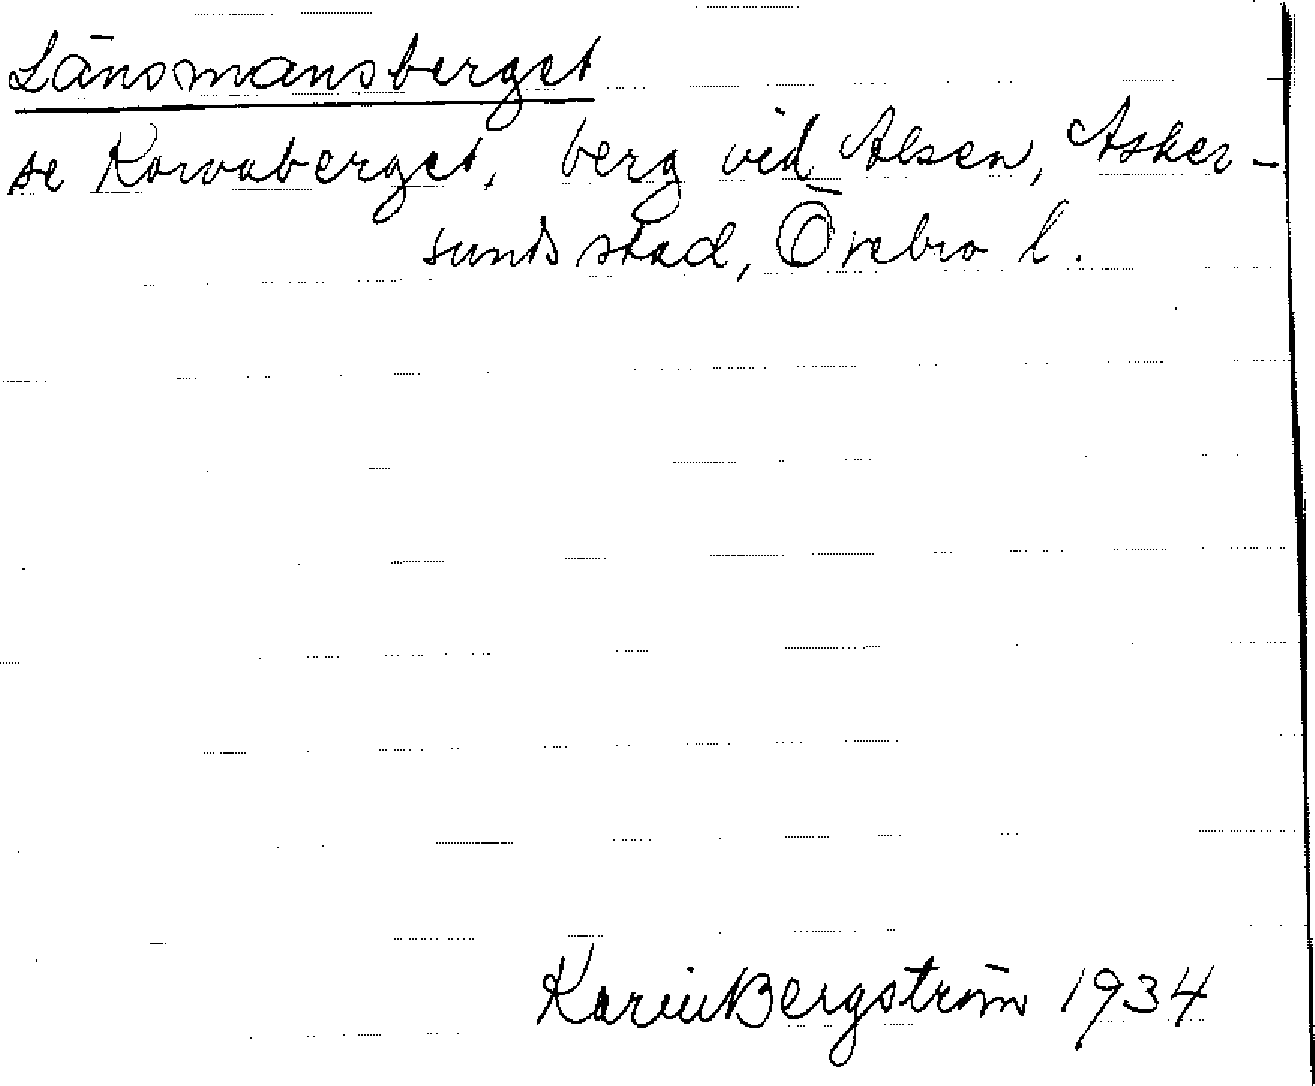 Länsmansberget
se Korvaberget, berg vid Alsen, Asker-
sunds stad, Örebro l.
Karin Bergström 1934